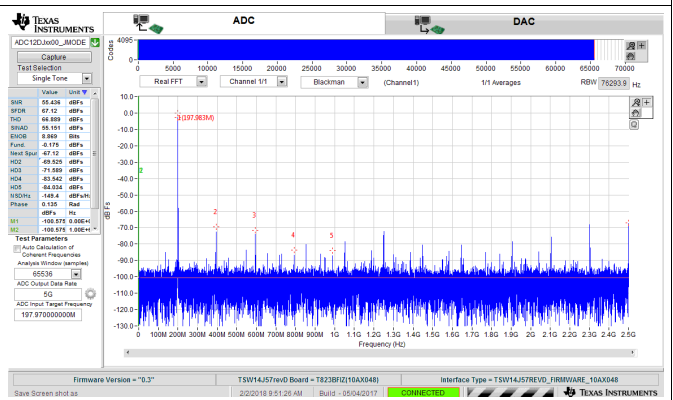 TEXAS INSTRUMENTS
ADC
DAC
ADC12DJxx00_JMODE
Capture
Test Selection
Single Tone
Value Unit
SNR 55.436 dBFs
SFDR 67.12 dBFs
THD 66.889 dBFs
SINAD 55.151 dBFs
ENOB 8.869 Bits
Fund. -0.175 dBFs
Next Spur -67.12 dBFs
HD2 -69.525 dBFs
HD3 -71.589 dBFs
HD4 -83.542 dBFs
HD5 -84.034 dBFs
NSD/Hz -149.4 dBFs/H
Phase 0.135 Rad
dBFs Hz
M1 -100.575 0.00E+
M2 -100.575 1.00E+
Test Parameters
Auto Calculation of
Coherent Frequencies
Analysis Window (samples)
65536
ADC Output Data
Rate
5G
ADC Input Target Frequency
197.970000000M
Codes
4095
0
0 5000 10000 15000 20000 25000 30000 35000 40000 45000 50000 55000 60000 65000 70000
Real FFT Channel 1/1 Blackman (Channel1) 1/1 Averages RBW 76293.9 Hz
dBFs
10.0
0.0
-10.0
-20.0
-30.0
-40.0
-50.0
-60.0
-70.0
-80.0
-90.0
-100.0
-110.0
-120.0
-130.0
1(197.983M)
2
2
3
4
5
0 100M 200M 300M 400M 500M 600M 700M 800M 900M 1G 1.1G 1.2G 1.3G 1.4G 1.5G 1.6G 1.7G 1.8G 1.9G 2G 2.1G 2.2G 2.3G 2.4G 2.5G
Frequency (Hz)
Firmware Version = "0.3" TSW14J57revD Board = T823BFIZ(10AX048) Interface Type = TSW14J57REVD_FIRMWARE_10AX048
Save Screen shot as 2/2/2018 9:51:26 AM Build - 05/04/2017 CONNECTED TEXAS INSTRUMENTS